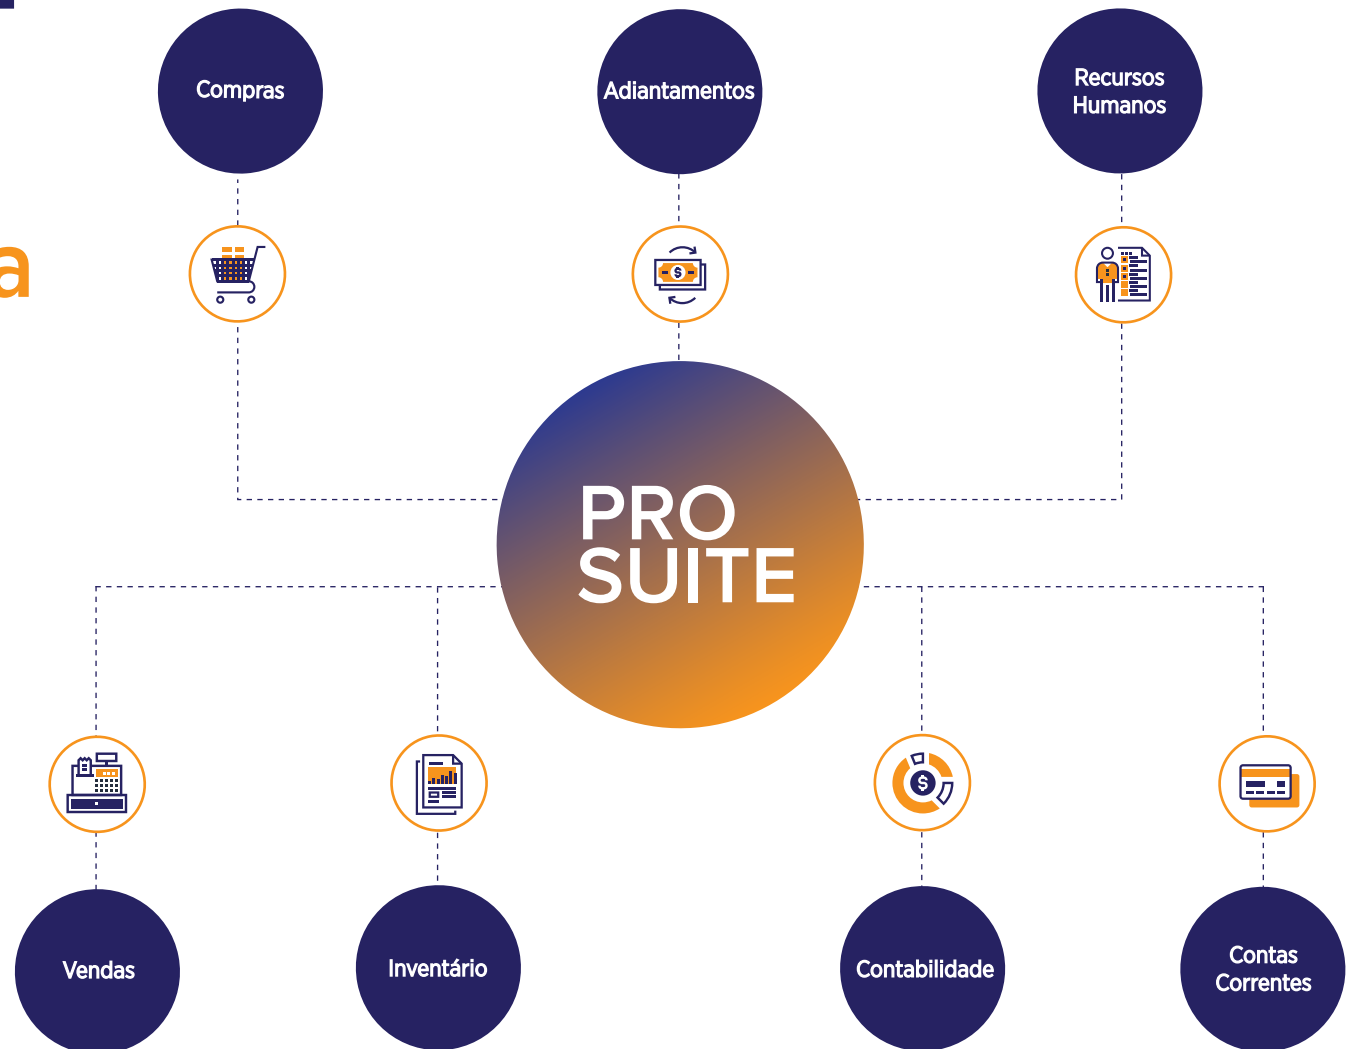 Compras
Adiantamentos
Recursos
Humanos
a
PRO
SUITE
Vendas
Inventário
Contabilidade
Contas
Correntes